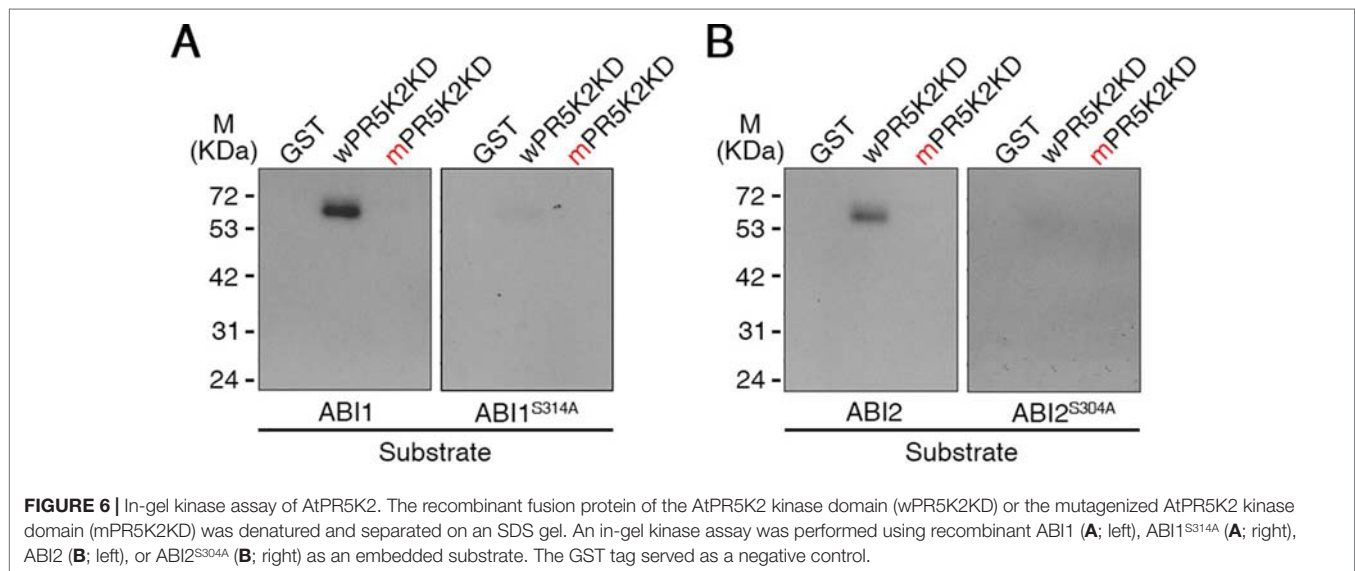 A
B
M
(KDa)
GST
wPR5K2KD
mPR5K2KD
GST
wPR5K2KD
mPR5K2KD
M
(KDa)
GST
wPR5K2KD
mPR5K2KD
GST
wPR5K2KD
mPR5K2KD
72 -
53 -
42 -
31 -
24 -
72 -
53 -
42 -
31 -
24 -
ABI1
ABI1S314A
ABI2
ABI2S304A
Substrate
Substrate
FIGURE 6 | In-gel kinase assay of AtPR5K2. The recombinant fusion protein of the AtPR5K2 kinase domain (wPR5K2KD) or the mutagenized AtPR5K2 kinase
domain (mPR5K2KD) was denatured and separated on an SDS gel. An in-gel kinase assay was performed using recombinant ABI1 (A; left), ABI1S314A (A; right),
ABI2 (B; left), or ABI2S304A (B; right) as an embedded substrate. The GST tag served as a negative control.